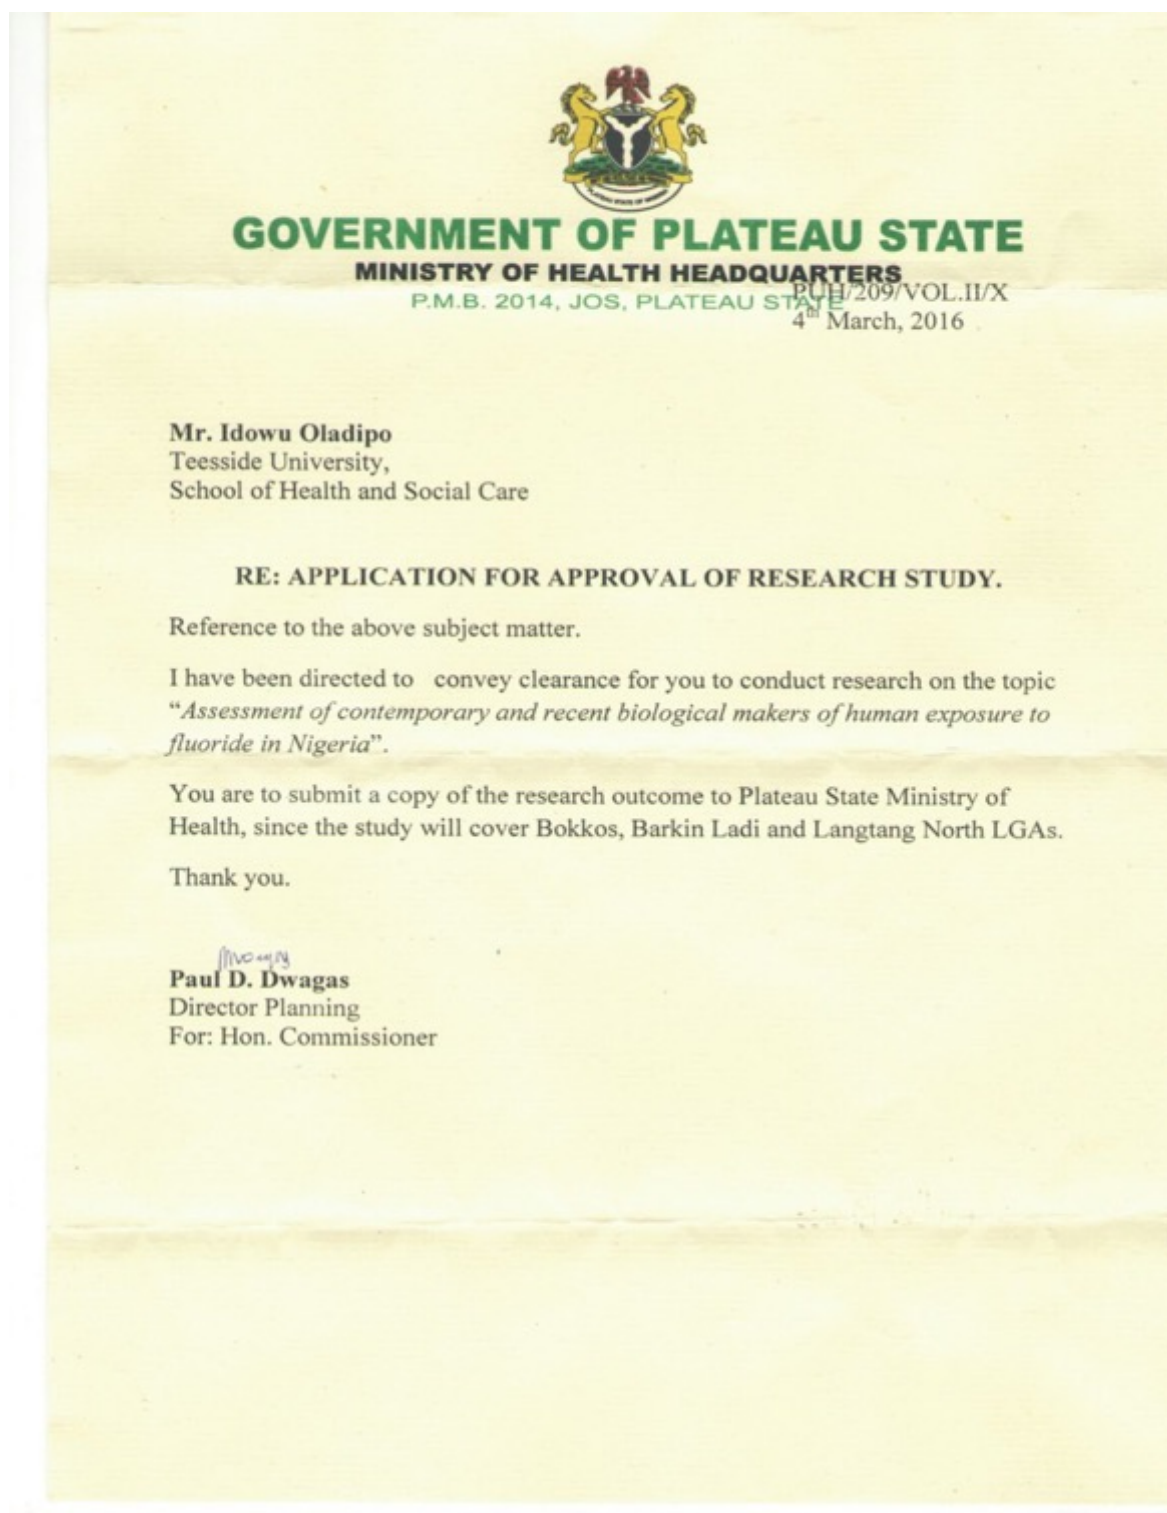 GOVERNMENT OF PLATEAU STATE
MINISTRY OF HEALTH HEADQUARTERS
P.M.B. 2014, JOS, PLATEAU STATE
PUH/209/VOL.II/X
4th March, 2016
Mr. Idowu Oladipo
Teesside University,
School of Health and Social Care
RE: APPLICATION FOR APPROVAL OF RESEARCH STUDY.
Reference to the above subject matter.
I have been directed to convey clearance for you to conduct research on the topic
“Assessment of contemporary and recent biological makers of human exposure to
fluoride in Nigeria”.
You are to submit a copy of the research outcome to Plateau State Ministry of
Health, since the study will cover Bokkos, Barkin Ladi and Langtang North LGAs.
Thank you.
Paul D. Dwagas
Director Planning
For: Hon. Commissioner